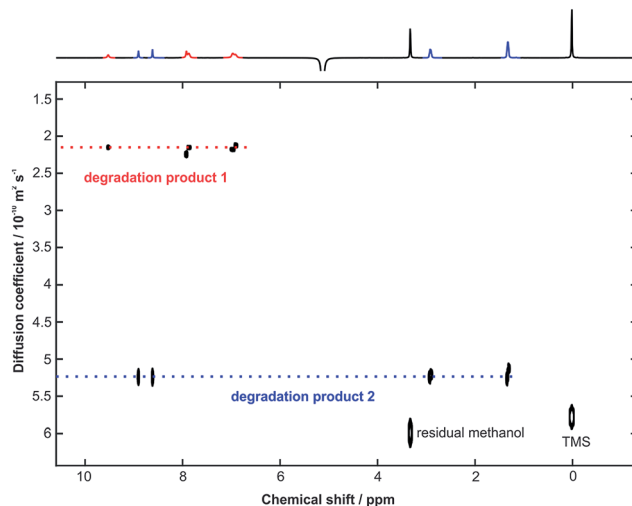 1.5
2
degradation product 1
2.5
3
3.5
4
4.5
5
degradation product 2
5.5
6
residual methanol
TMS
Diffusion coefficient / 10⁻¹⁰ m² s⁻¹
10 8 6 4 2 0
Chemical shift / ppm